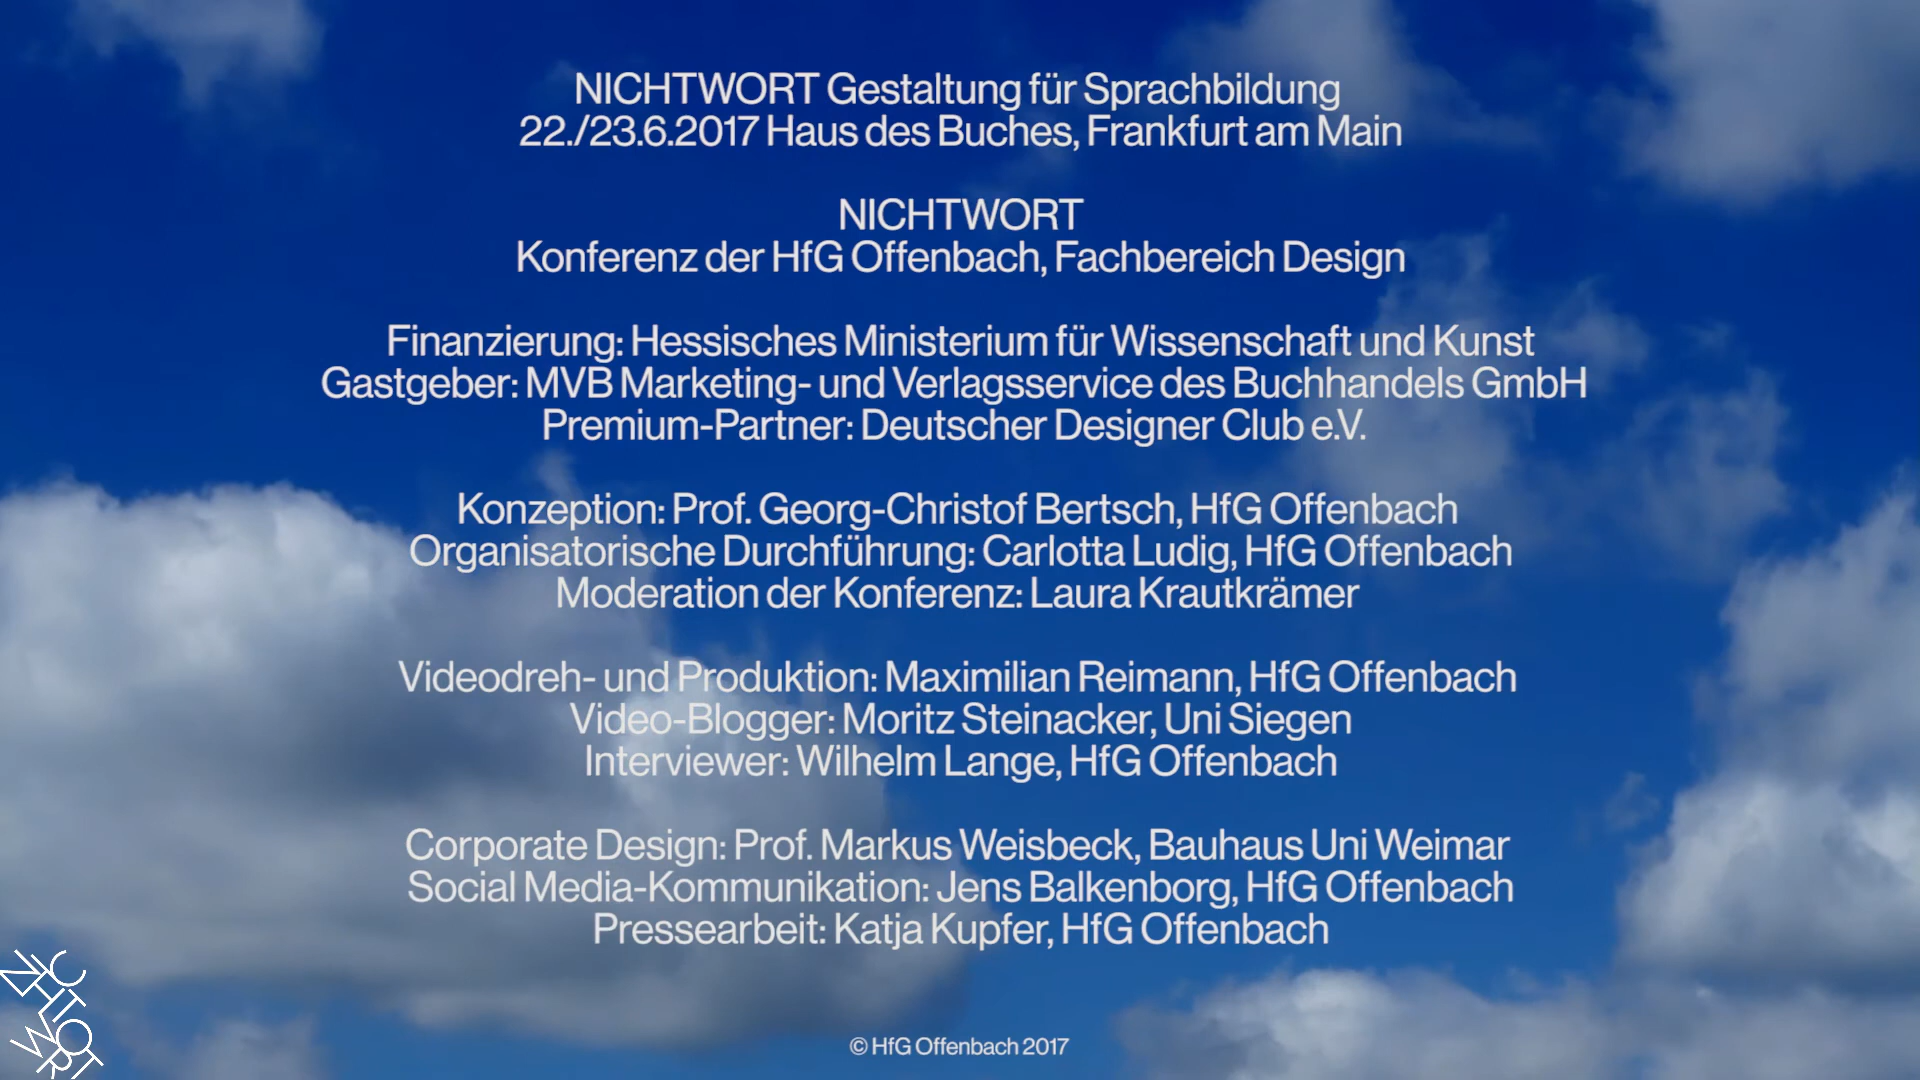 NICHTWORT Gestaltung für Sprachbildung
22./23.6.2017 Haus des Buches, Frankfurt am Main
NICHTWORT
Konferenz der HfG Offenbach, Fachbereich Design
Finanzierung: Hessisches Ministerium für Wissenschaft und Kunst
Gastgeber: MVB Marketing- und Verlagsservice des Buchhandels GmbH
Premium-Partner: Deutscher Designer Club e.V.
Konzeption: Prof. Georg-Christof Bertsch, HfG Offenbach
Organisatorische Durchführung: Carlotta Ludig, HfG Offenbach
Moderation der Konferenz: Laura Krautkrämer
Videodreh- und Produktion: Maximilian Reimann, HfG Offenbach
Video-Blogger: Moritz Steinacker, Uni Siegen
Interviewer: Wilhelm Lange, HfG Offenbach
Corporate Design: Prof. Markus Weisbeck, Bauhaus Uni Weimar
Social Media-Kommunikation: Jens Balkenborg, HfG Offenbach
Pressearbeit: Katja Kupfer, HfG Offenbach
© HfG Offenbach 2017
NIC
HT
WO
RT